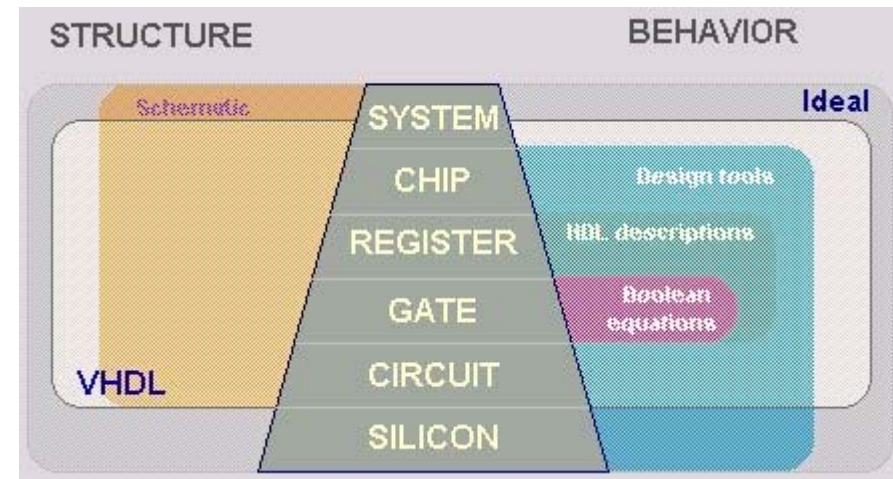 STRUCTURE
BEHAVIOR
Schematic
SYSTEM
Ideal
CHIP
Design tools
REGISTER
HDL descriptions
GATE
Boolean
equations
VHDL
CIRCUIT
SILICON